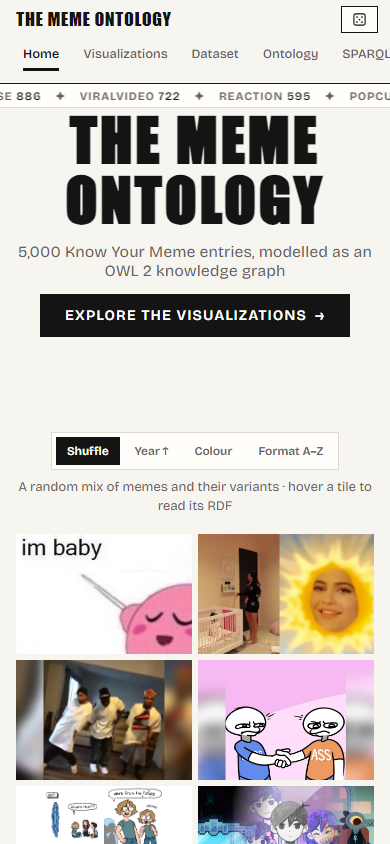 THE MEME ONTOLOGY
Home Visualizations Dataset Ontology SPARQL
SE 886 ✦ VIRALVIDEO 722 ✦ REACTION 595 ✦ POPCU
THE MEME
ONTOLOGY
5,000 Know Your Meme entries, modelled as an
OWL 2 knowledge graph
EXPLORE THE VISUALIZATIONS →
Shuffle Year ↑ Colour Format A–Z
A random mix of memes and their variants · hover a tile to
read its RDF
im baby
ASS